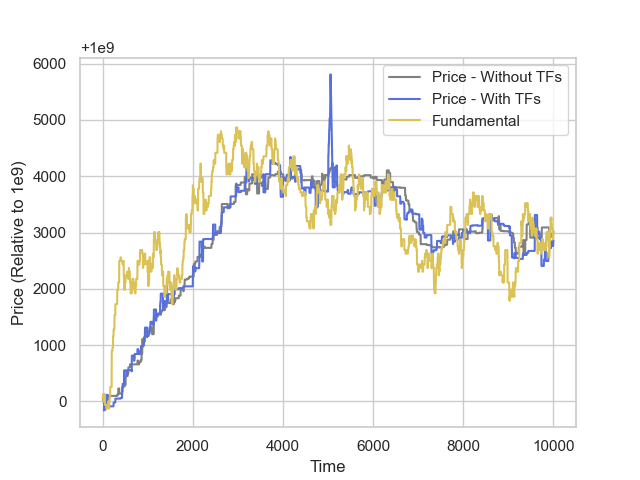 +1e9
6000
5000
4000
3000
2000
1000
0
Price (Relative to 1e9)
Price - Without TFs
Price - With TFs
Fundamental
0 2000 4000 6000 8000 10000
Time